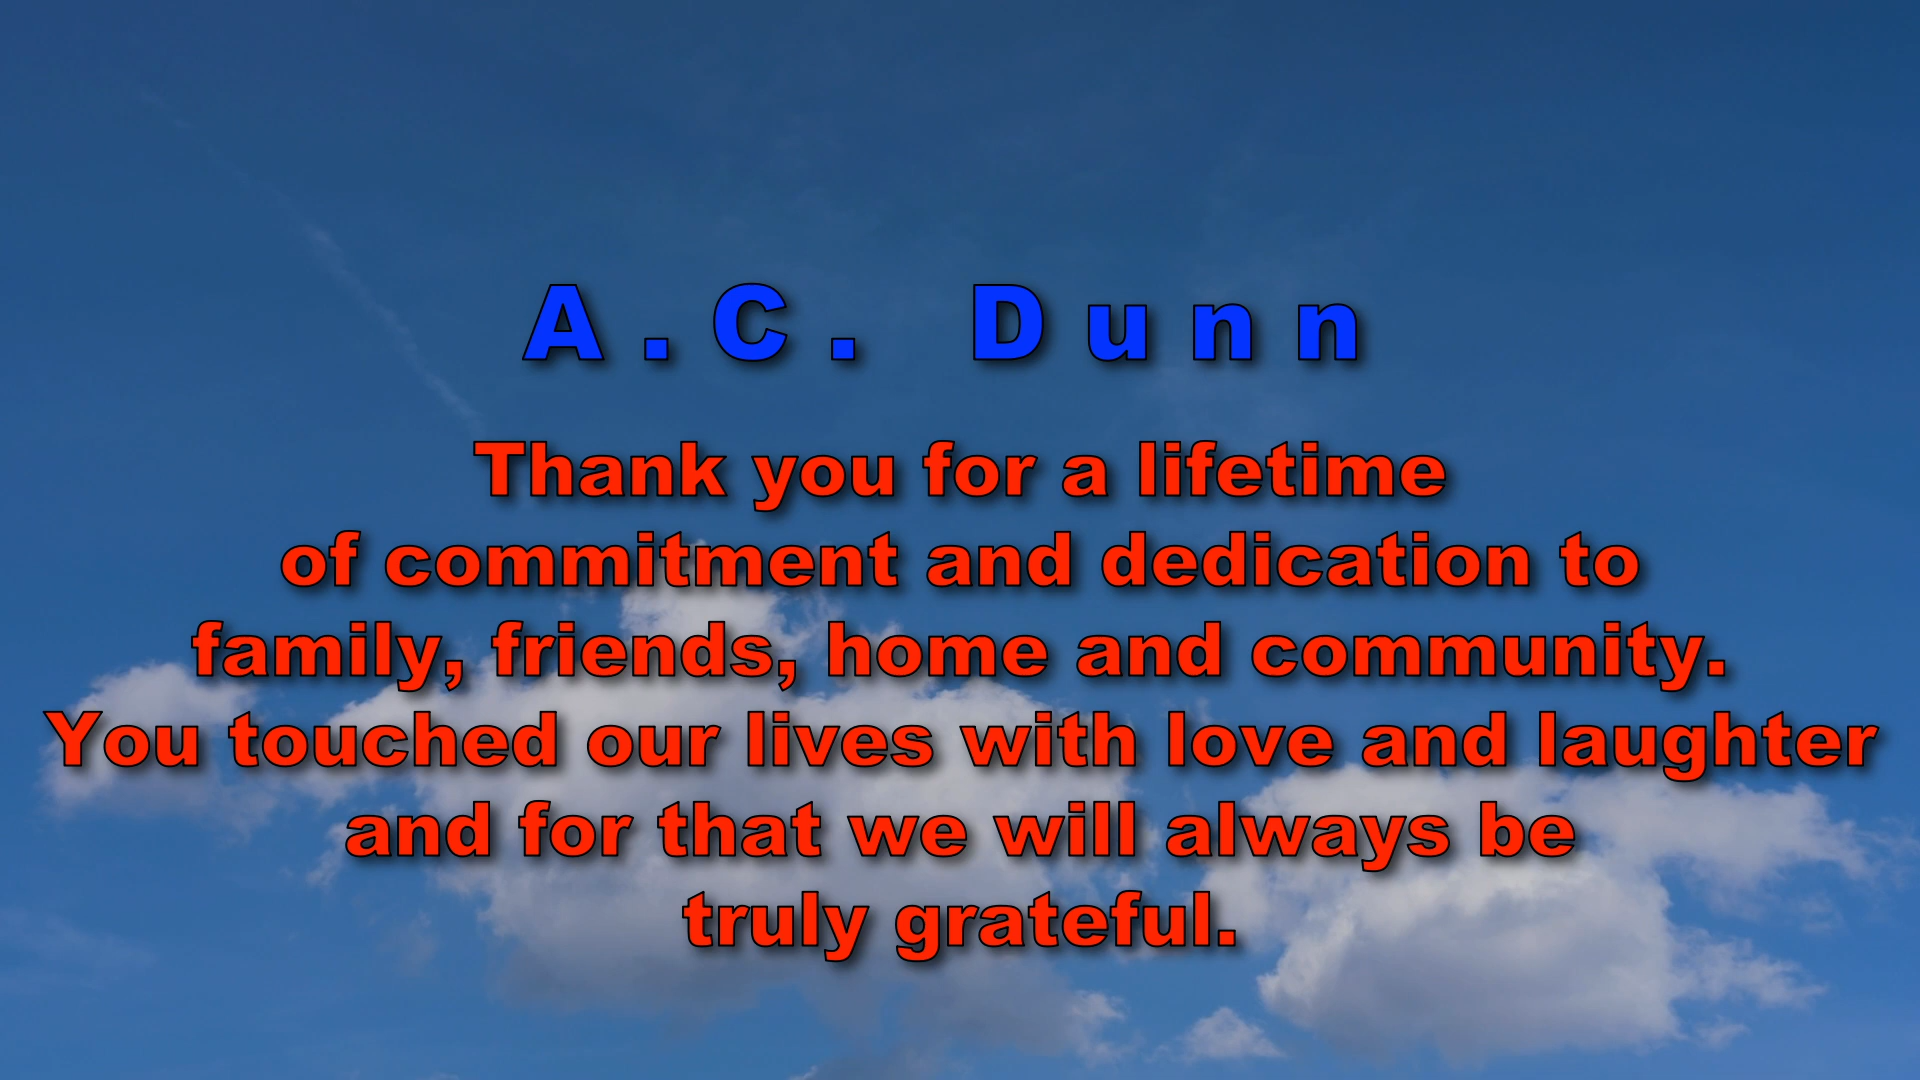 A.C. Dunn
Thank you for a lifetime
of commitment and dedication to
family, friends, home and community.
You touched our lives with love and laughter
and for that we will always be
truly grateful.